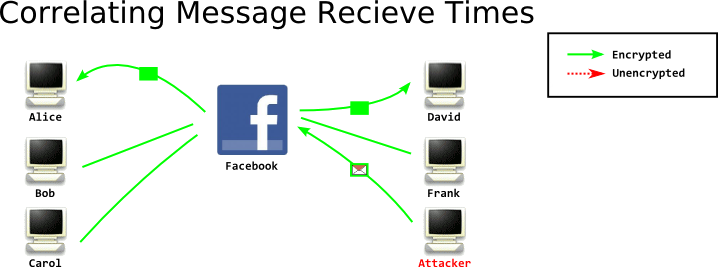 Correlating Message Recieve Times
Encrypted
Unencrypted
Alice
David
f
Facebook
Bob
Frank
Carol
Attacker